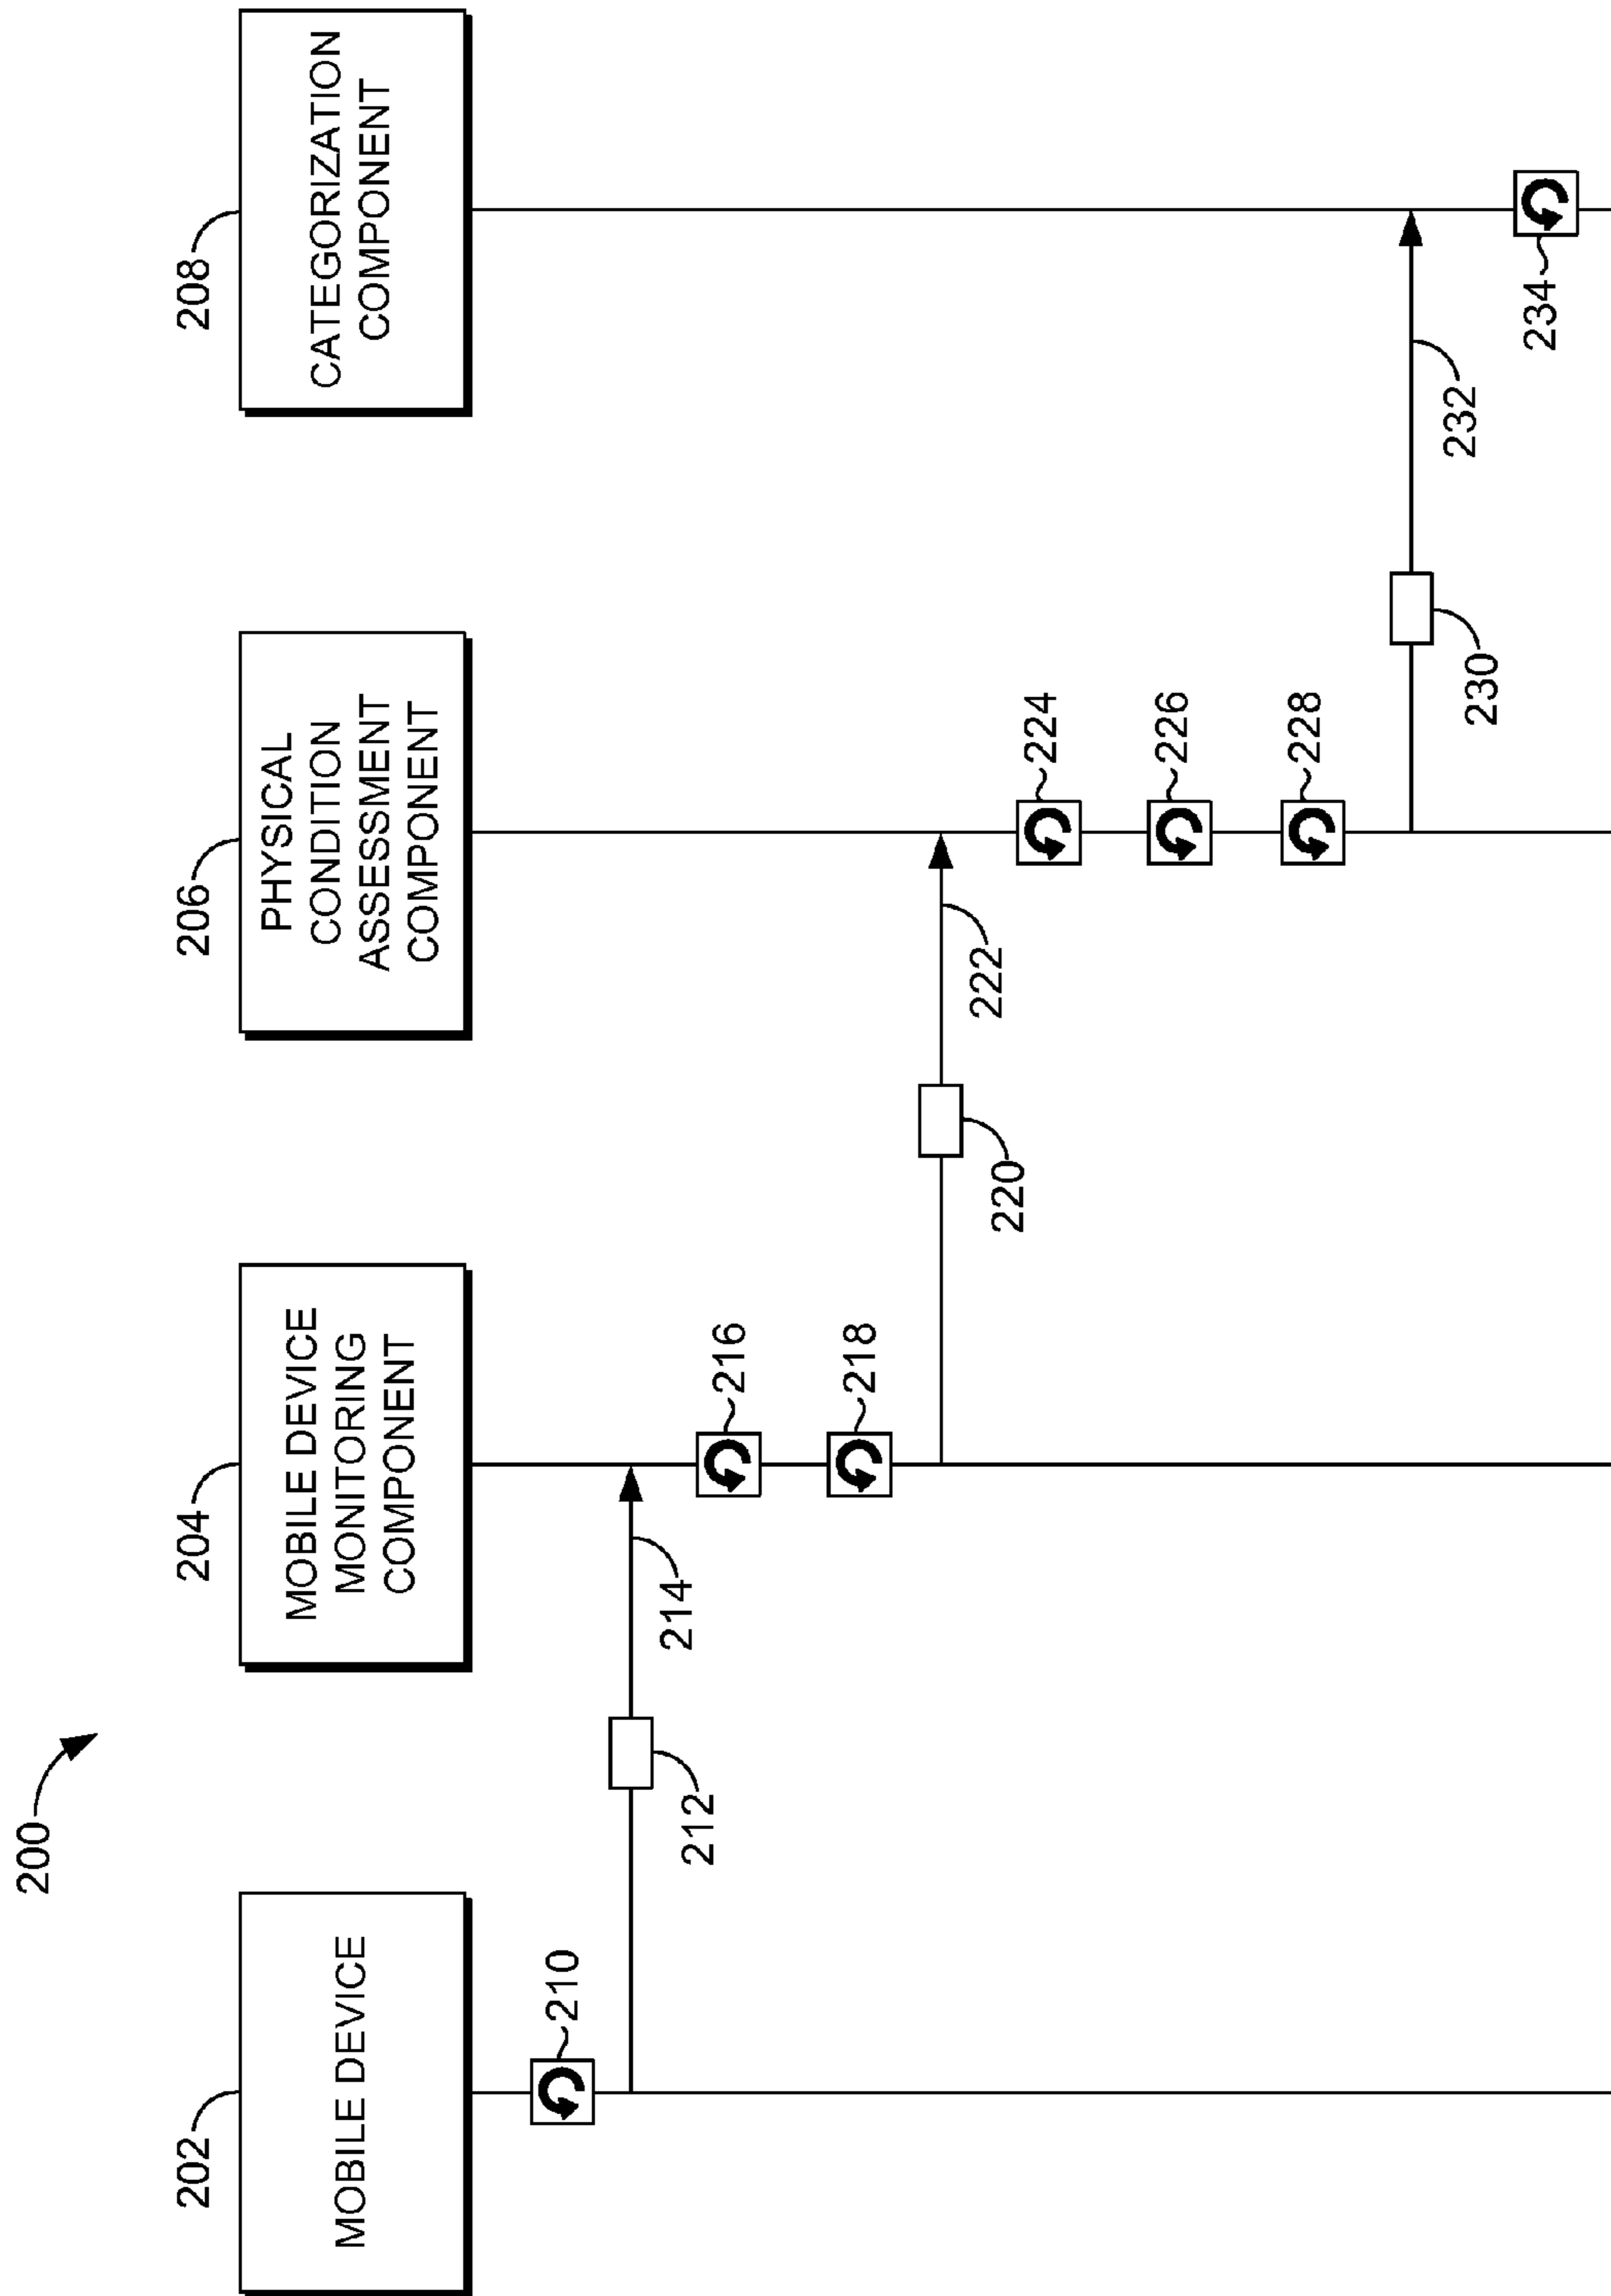 200
202
204
206
208
MOBILE DEVICE
MOBILE DEVICE
MONITORING
COMPONENT
PHYSICAL
CONDITION
ASSESSMENT
COMPONENT
CATEGORIZATION
COMPONENT
210
212
214
216
218
220
222
224
226
228
230
232
234